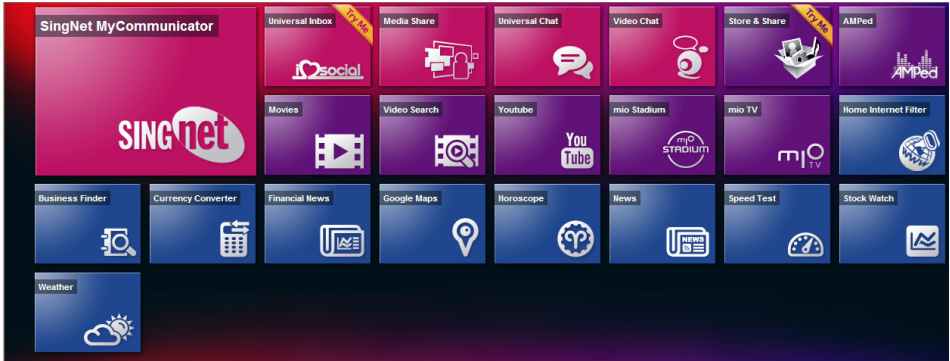 SingNet MyCommunicator
SINGnet
Universal Inbox
Try Me
i social
Media Share
Universal Chat
Video Chat
Store & Share
Try Me
AMPed
AMPed
Movies
Video Search
Youtube
You
Tube
mio Stadium
mio
STADIUM
mio TV
mio
TV
Home Internet Filter
WWW
Business Finder
Currency Converter
Financial News
Google Maps
Horoscope
News
NEWS
Speed Test
Stock Watch
Weather